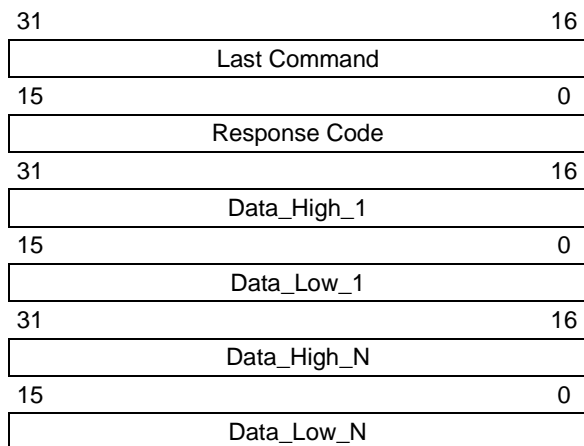 31 16
Last Command
15 0
Response Code
31 16
Data_High_1
15 0
Data_Low_1
31 16
Data_High_N
15 0
Data_Low_N